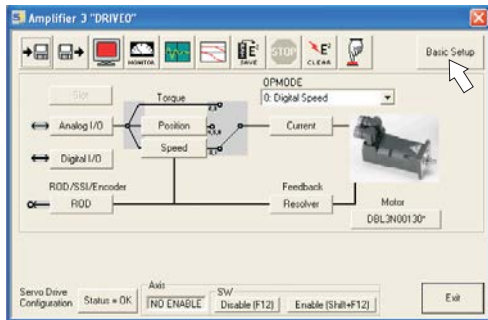 Amplifier 3 "DRIVE0"
MONITOR
E²
SAVE
STOP
E²
CLEAR
Basic Setup
OPMODE
0: Digital Speed
Slot
Torque
Analog I/O
Position
Current
Speed
Digital I/O
ROD/SSI/Encoder
ROD
Feedback
Resolver
Motor
DBL3N00130*
Servo Drive
Configuration
Status = OK
Axis
NO ENABLE
SW
Disable (F12)
Enable (Shift+F12)
Exit